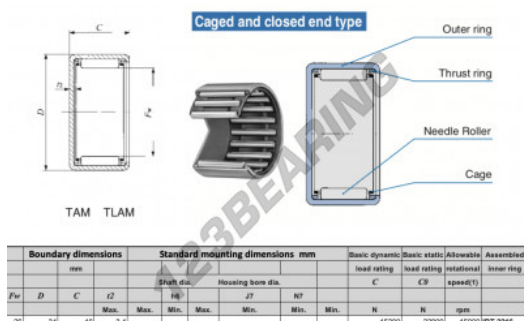 Caged and closed end type
C
Outer ring
Thrust ring
t2
D
Fw
Needle Roller
Cage
TAM TLAM
123BEARING
Boundary dimensions Standard mounting dimensions mm Basic dynamic Basic static Allowable Assembled
mm load rating load rating rotational inner ring
Shaft dia. Housing bore dia. C C0 speed(1)
Fw D C t2 h6 J7 N7
Max. Max. Min. Max. Min. Min. N N rpm